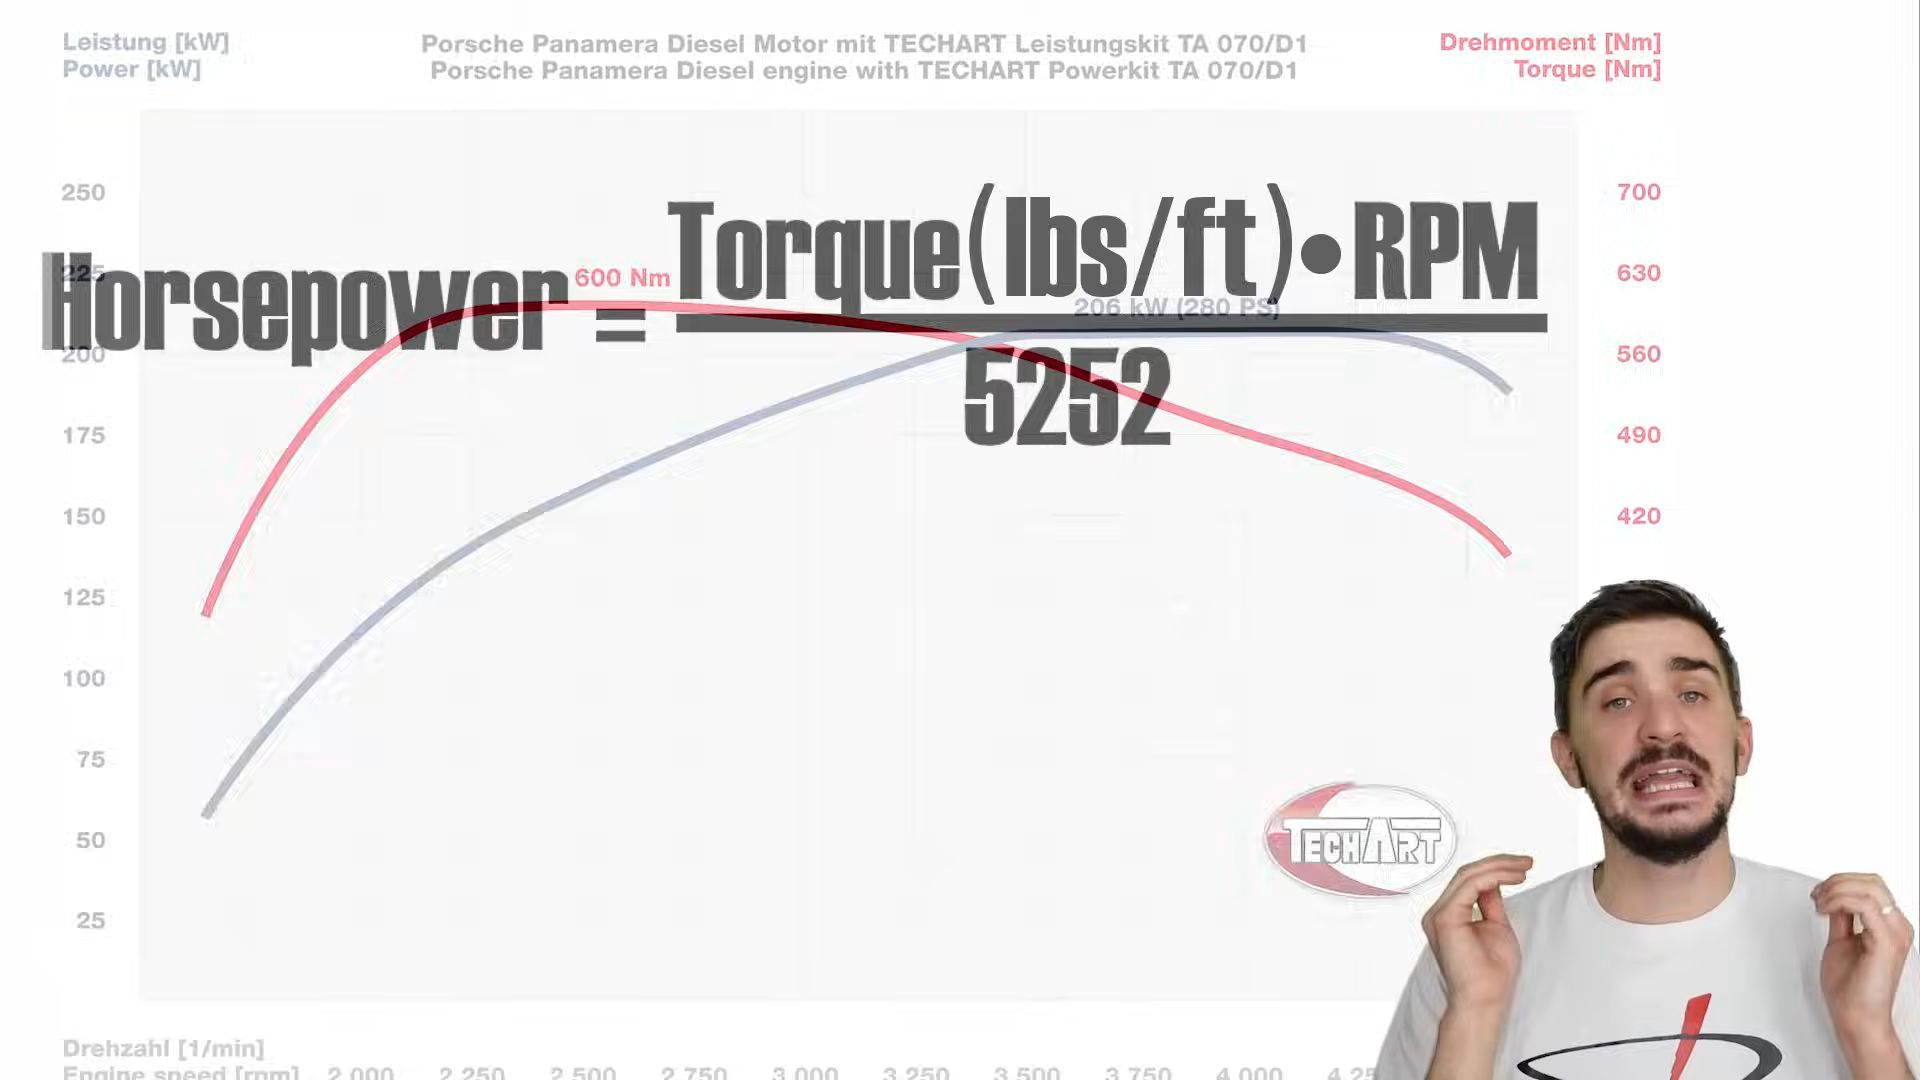 Leistung [kW]
Power [kW]
Porsche Panamera Diesel Motor mit TECHART Leistungskit TA 070/D1
Porsche Panamera Diesel engine with TECHART Powerkit TA 070/D1
Drehmoment [Nm]
Torque [Nm]
250
225
200
175
150
125
100
75
50
25
700
630
560
490
420
600 Nm
206 kW (280 PS)
Horsepower = Torque(lbs/ft)•RPM
5252
TECHART
Drehzahl [1/min]
Engine speed [rpm] 2.000 2.250 2.500 2.750 3.000 3.250 3.500 3.750 4.000